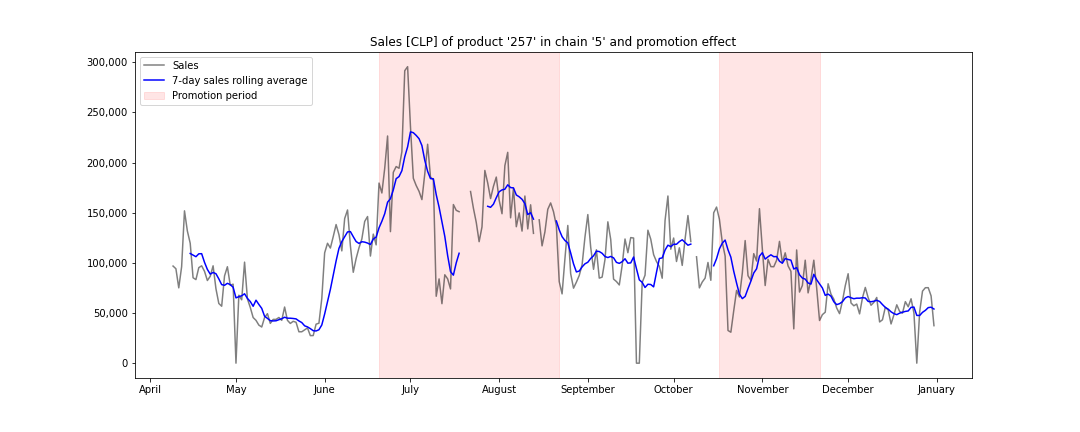 Sales [CLP] of product '257' in chain '5' and promotion effect
Sales
7-day sales rolling average
Promotion period
300,000
250,000
200,000
150,000
100,000
50,000
0
April May June July August September October November December January